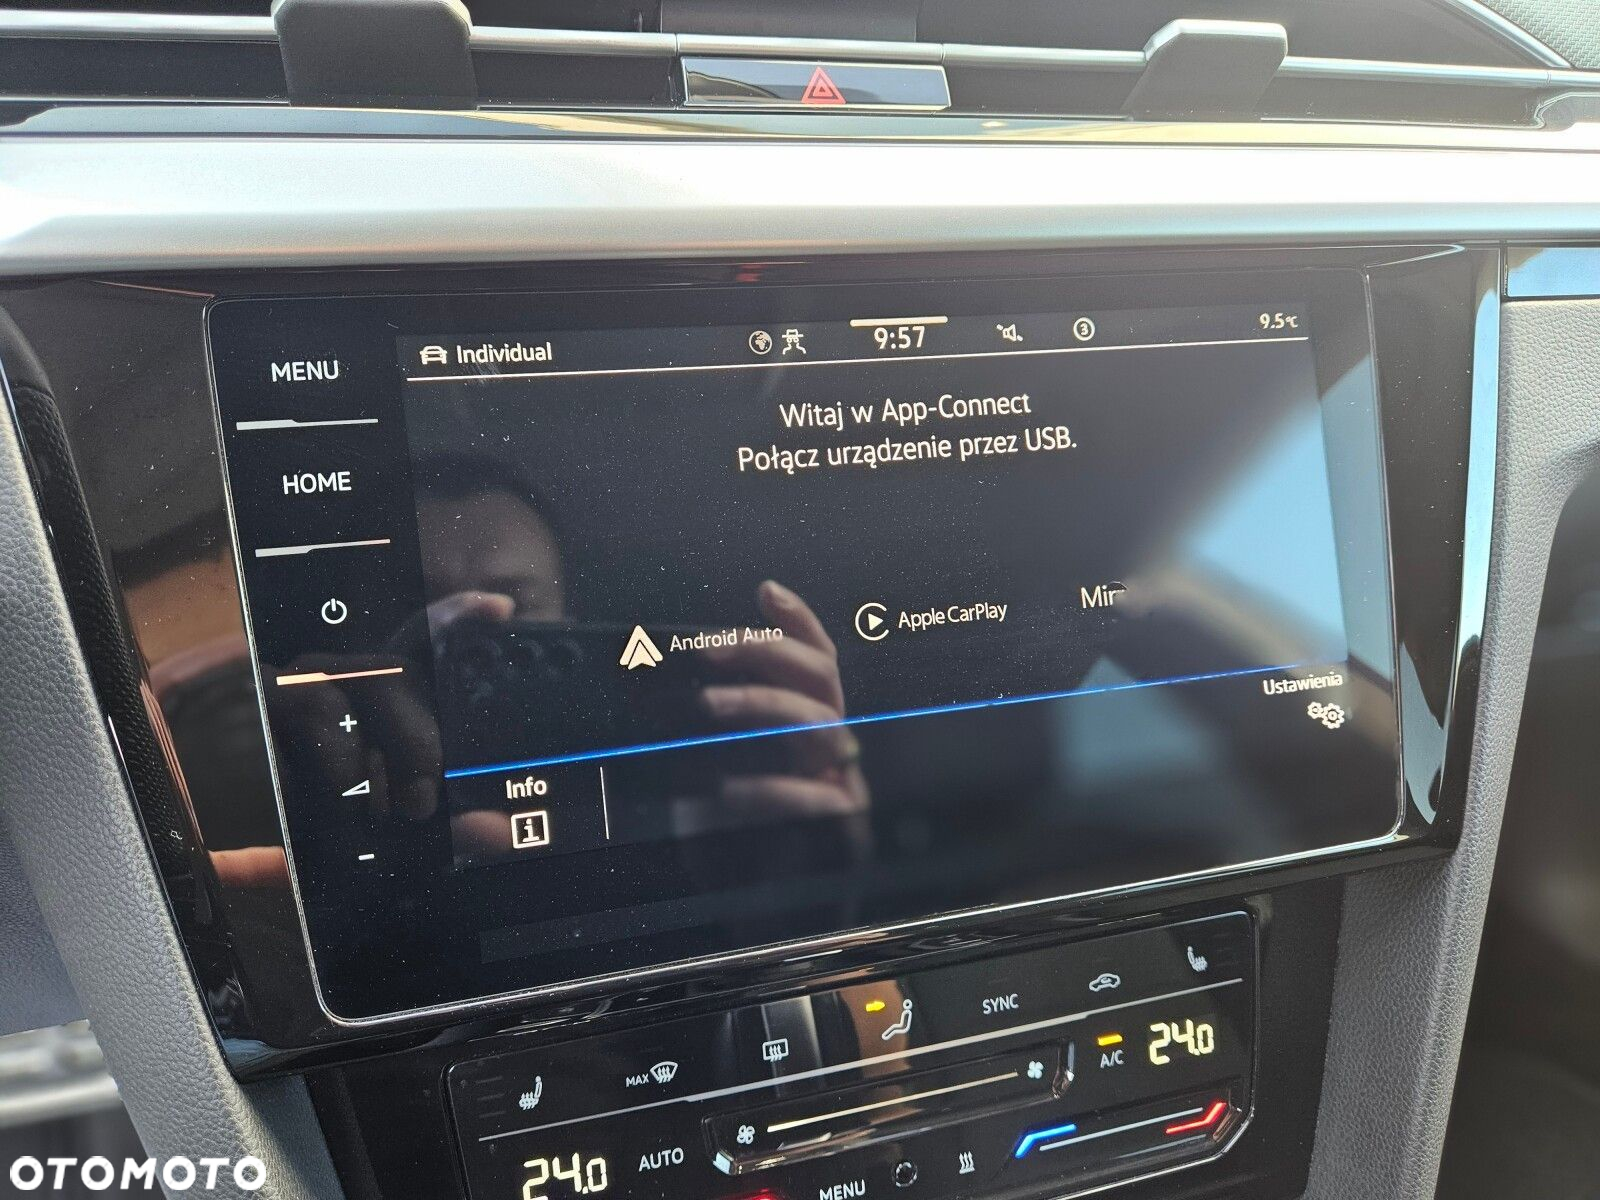 MENU
Individual
9:57
3
9.5°C
Witaj w App-Connect
Połącz urządzenie przez USB.
HOME
Android Auto
Apple CarPlay
Ustawienia
+
-
Info
i
SYNC
MAX
A/C
24.0
24.0
AUTO
MENU
OTOMOTO